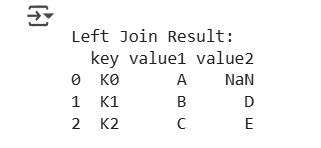 Left Join Result:
key value1 value2
0 K0 A NaN
1 K1 B D
2 K2 C E